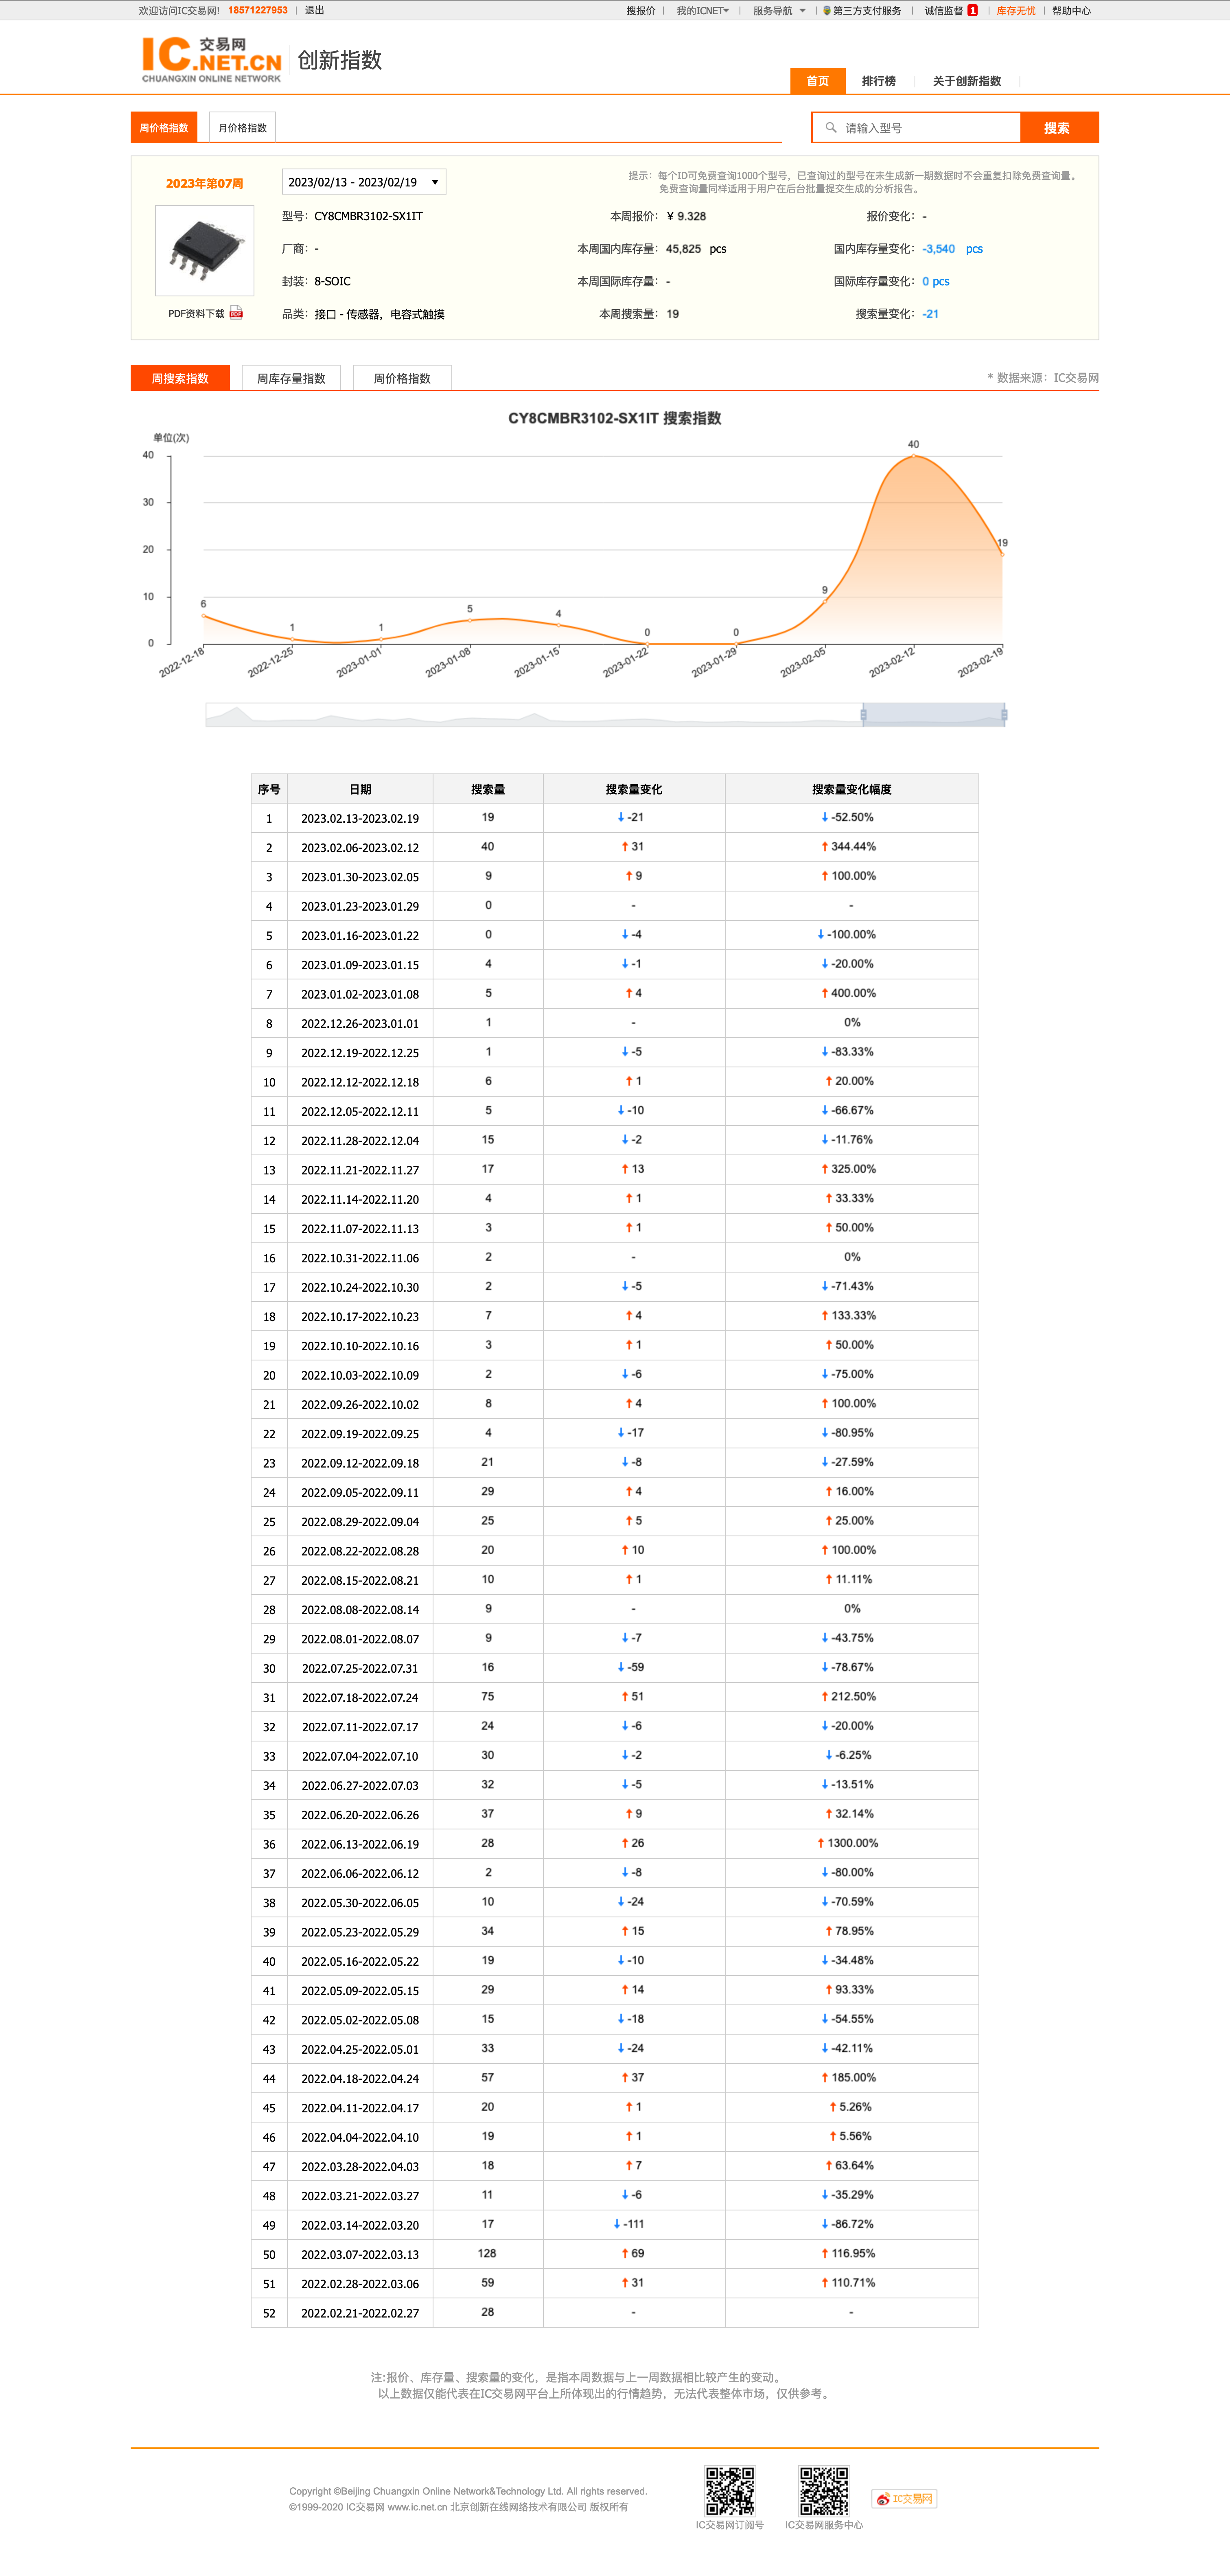 欢迎访问IC交易网! 18571227953 | 退出 搜报价 | 我的ICNET | 服务导航 | 第三方支付服务 | 诚信监督 1 | 库存无忧 | 帮助中心
IC 交易网 .NET.CN
CHUANGXIN ONLINE NETWORK
创新指数
首页 排行榜 关于创新指数
周价格指数 月价格指数 请输入型号 搜索
2023年第07周 2023/02/13 - 2023/02/19
提示：每个ID可免费查询1000个型号，已查询过的型号在未生成新一期数据时不会重复扣除免费查询量。
免费查询量同样适用于用户在后台批量提交生成的分析报告。
型号：CY8CMBR3102-SX1IT 本周报价：¥ 9.328 报价变化：-
厂商：- 本周国内库存量：45,825 pcs 国内库存量变化：-3,540 pcs
封装：8-SOIC 本周国际库存量：- 国际库存量变化：0 pcs
PDF资料下载 PDF 品类：接口 - 传感器，电容式触摸 本周搜索量：19 搜索量变化：-21
周搜索指数 周库存量指数 周价格指数 * 数据来源：IC交易网
CY8CMBR3102-SX1IT 搜索指数
单位(次)
40
30
20
10
0
6 1 1 5 4 0 0 9 40 19
2022-12-18 2022-12-25 2023-01-01 2023-01-08 2023-01-15 2023-01-22 2023-01-29 2023-02-05 2023-02-12 2023-02-19
序号 日期 搜索量 搜索量变化 搜索量变化幅度
1 2023.02.13-2023.02.19 19 ↓ -21 ↓ -52.50%
2 2023.02.06-2023.02.12 40 ↑ 31 ↑ 344.44%
3 2023.01.30-2023.02.05 9 ↑ 9 ↑ 100.00%
4 2023.01.23-2023.01.29 0 - -
5 2023.01.16-2023.01.22 0 ↓ -4 ↓ -100.00%
6 2023.01.09-2023.01.15 4 ↓ -1 ↓ -20.00%
7 2023.01.02-2023.01.08 5 ↑ 4 ↑ 400.00%
8 2022.12.26-2023.01.01 1 - 0%
9 2022.12.19-2022.12.25 1 ↓ -5 ↓ -83.33%
10 2022.12.12-2022.12.18 6 ↑ 1 ↑ 20.00%
11 2022.12.05-2022.12.11 5 ↓ -10 ↓ -66.67%
12 2022.11.28-2022.12.04 15 ↓ -2 ↓ -11.76%
13 2022.11.21-2022.11.27 17 ↑ 13 ↑ 325.00%
14 2022.11.14-2022.11.20 4 ↑ 1 ↑ 33.33%
15 2022.11.07-2022.11.13 3 ↑ 1 ↑ 50.00%
16 2022.10.31-2022.11.06 2 - 0%
17 2022.10.24-2022.10.30 2 ↓ -5 ↓ -71.43%
18 2022.10.17-2022.10.23 7 ↑ 4 ↑ 133.33%
19 2022.10.10-2022.10.16 3 ↑ 1 ↑ 50.00%
20 2022.10.03-2022.10.09 2 ↓ -6 ↓ -75.00%
21 2022.09.26-2022.10.02 8 ↑ 4 ↑ 100.00%
22 2022.09.19-2022.09.25 4 ↓ -17 ↓ -80.95%
23 2022.09.12-2022.09.18 21 ↓ -8 ↓ -27.59%
24 2022.09.05-2022.09.11 29 ↑ 4 ↑ 16.00%
25 2022.08.29-2022.09.04 25 ↑ 5 ↑ 25.00%
26 2022.08.22-2022.08.28 20 ↑ 10 ↑ 100.00%
27 2022.08.15-2022.08.21 10 ↑ 1 ↑ 11.11%
28 2022.08.08-2022.08.14 9 - 0%
29 2022.08.01-2022.08.07 9 ↓ -7 ↓ -43.75%
30 2022.07.25-2022.07.31 16 ↓ -59 ↓ -78.67%
31 2022.07.18-2022.07.24 75 ↑ 51 ↑ 212.50%
32 2022.07.11-2022.07.17 24 ↓ -6 ↓ -20.00%
33 2022.07.04-2022.07.10 30 ↓ -2 ↓ -6.25%
34 2022.06.27-2022.07.03 32 ↓ -5 ↓ -13.51%
35 2022.06.20-2022.06.26 37 ↑ 9 ↑ 32.14%
36 2022.06.13-2022.06.19 28 ↑ 26 ↑ 1300.00%
37 2022.06.06-2022.06.12 2 ↓ -8 ↓ -80.00%
38 2022.05.30-2022.06.05 10 ↓ -24 ↓ -70.59%
39 2022.05.23-2022.05.29 34 ↑ 15 ↑ 78.95%
40 2022.05.16-2022.05.22 19 ↓ -10 ↓ -34.48%
41 2022.05.09-2022.05.15 29 ↑ 14 ↑ 93.33%
42 2022.05.02-2022.05.08 15 ↓ -18 ↓ -54.55%
43 2022.04.25-2022.05.01 33 ↓ -24 ↓ -42.11%
44 2022.04.18-2022.04.24 57 ↑ 37 ↑ 185.00%
45 2022.04.11-2022.04.17 20 ↑ 1 ↑ 5.26%
46 2022.04.04-2022.04.10 19 ↑ 1 ↑ 5.56%
47 2022.03.28-2022.04.03 18 ↑ 7 ↑ 63.64%
48 2022.03.21-2022.03.27 11 ↓ -6 ↓ -35.29%
49 2022.03.14-2022.03.20 17 ↓ -111 ↓ -86.72%
50 2022.03.07-2022.03.13 128 ↑ 69 ↑ 116.95%
51 2022.02.28-2022.03.06 59 ↑ 31 ↑ 110.71%
52 2022.02.21-2022.02.27 28 - -
注:报价、库存量、搜索量的变化，是指本周数据与上一周数据相比较产生的变动。
以上数据仅能代表在IC交易网平台上所体现出的行情趋势，无法代表整体市场，仅供参考。
Copyright ©Beijing Chuangxin Online Network&Technology Ltd. All rights reserved.
©1999-2020 IC交易网 www.ic.net.cn 北京创新在线网络技术有限公司 版权所有
IC交易网订阅号 IC交易网服务中心 IC交易网